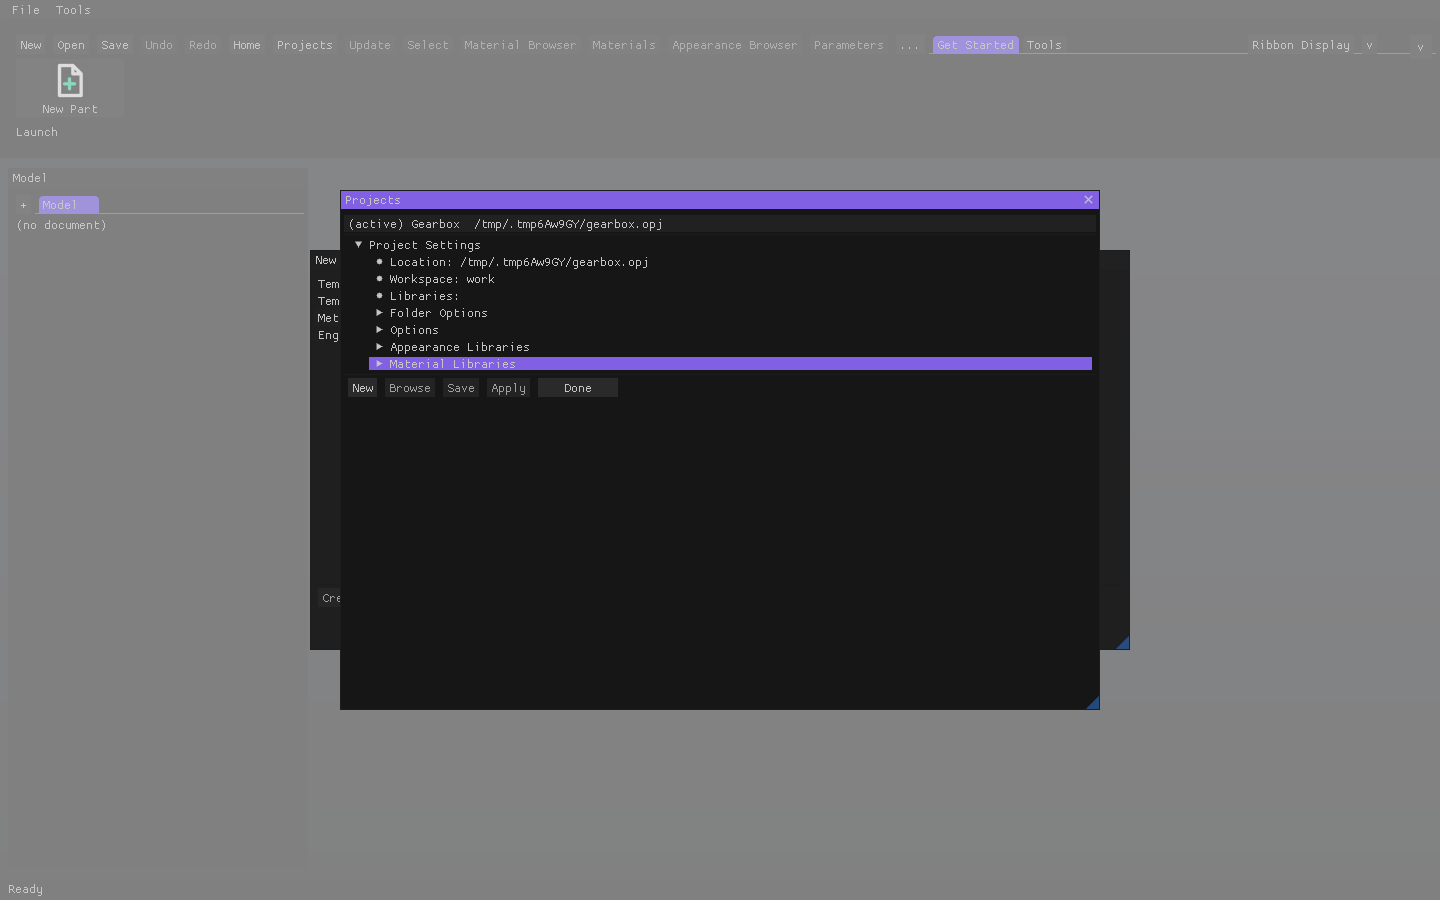 File Tools
New Open Save Undo Redo Home Projects Update Select Material Browser Materials Appearance Browser Parameters ... Get Started Tools Ribbon Display v v
New Part
Launch
Model
+ Model
(no document)
Projects
(active) Gearbox /tmp/.tmp6Aw9GY/gearbox.opj
Project Settings
Location: /tmp/.tmp6Aw9GY/gearbox.opj
Workspace: work
Libraries:
Folder Options
Options
Appearance Libraries
Material Libraries
New Browse Save Apply Done
New
Tem
Tem
Met
Eng
Cre
Ready